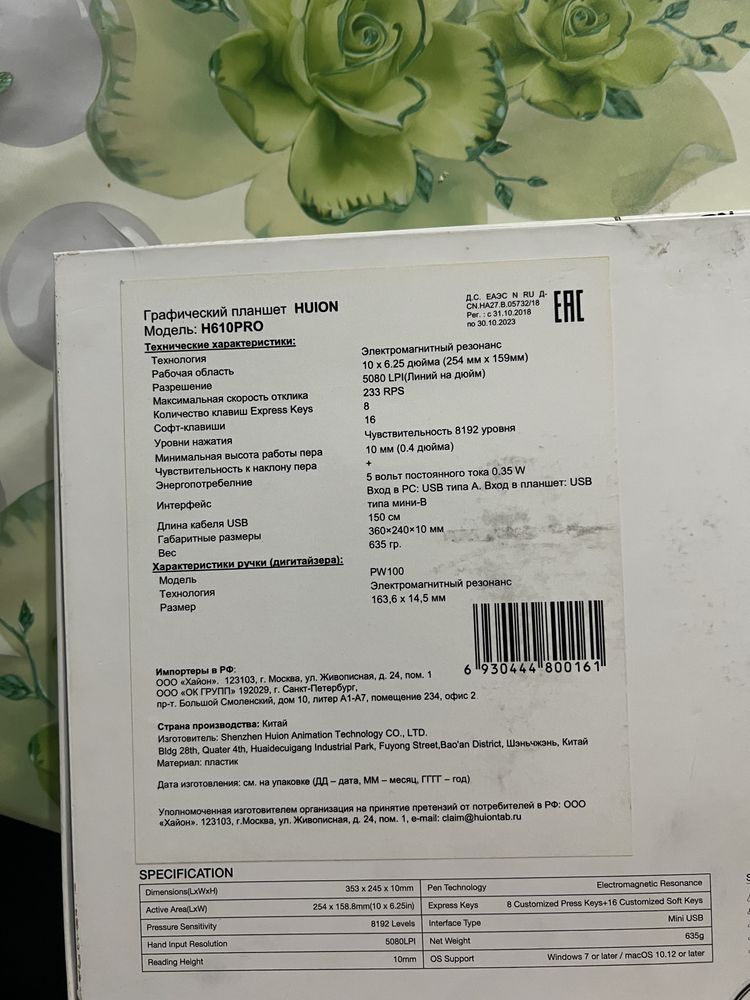 Графический планшет HUION
Модель: H610PRO
Д.С. ЕАЭС N RU Д-
CN.HA27.B.05732/18
Рег. : с 31.10.2018
по 30.10.2023
EAC
Технические характеристики:
Технология Электромагнитный резонанс
Рабочая область 10 x 6.25 дюйма (254 мм x 159мм)
Разрешение 5080 LPI(Линий на дюйм)
Максимальная скорость отклика 233 RPS
Количество клавиш Express Keys 8
Софт-клавиши 16
Уровни нажатия Чувствительность 8192 уровня
Минимальная высота работы пера 10 мм (0.4 дюйма)
Чувствительность к наклону пера +
Энергопотребелние 5 вольт постоянного тока 0.35 W
Интерфейс Вход в PC: USB типа A. Вход в планшет: USB
типа мини-B
Длина кабеля USB 150 см
Габаритные размеры 360×240×10 мм
Вес 635 гр.
Характеристики ручки (дигитайзера):
Модель PW100
Технология Электромагнитный резонанс
Размер 163,6 x 14,5 мм
6 930444 800161
Импортеры в РФ:
ООО «Хайон». 123103, г. Москва, ул. Живописная, д. 24, пом. 1
ООО «ОК ГРУПП» 192029, г. Санкт-Петербург,
пр-т. Большой Смоленский, дом 10, литер А1-А7, помещение 234, офис 2
Страна производства: Китай
Изготовитель: Shenzhen Huion Animation Technology CO., LTD.
Bldg 28th, Quater 4th, Huaidecuigang Industrial Park, Fuyong Street,Bao'an District, Шэньчжэнь, Китай
Материал: пластик
Дата изготовления: см. на упаковке (ДД – дата, ММ – месяц, ГГГГ – год)
Уполномоченная изготовителем организация на принятие претензий от потребителей в РФ: ООО
«Хайон». 123103, г.Москва, ул. Живописная, д. 24, пом. 1, e-mail: claim@huiontab.ru
SPECIFICATION
Dimensions(LxWxH) 353 x 245 x 10mm Pen Technology Electromagnetic Resonance
Active Area(LxW) 254 x 158.8mm(10 x 6.25in) Express Keys 8 Customized Press Keys+16 Customized Soft Keys
Pressure Sensitivity 8192 Levels Interface Type Mini USB
Hand Input Resolution 5080LPI Net Weight 635g
Reading Height 10mm OS Support Windows 7 or later / macOS 10.12 or later